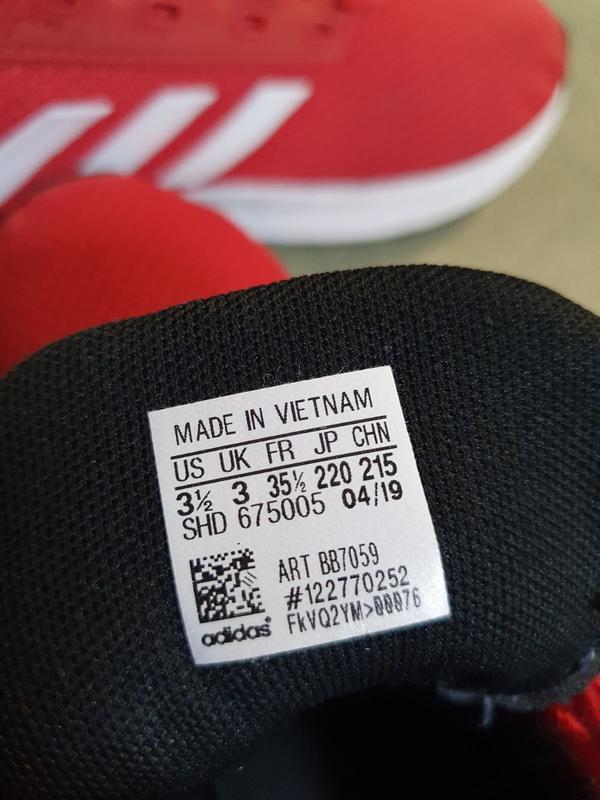 MADE IN VIETNAM
US UK FR JP CHN
3½ 3 35½ 220 215
SHD 675005 04/19
ART BB7059
#122770252
FkVQ2YM>00076
adidas